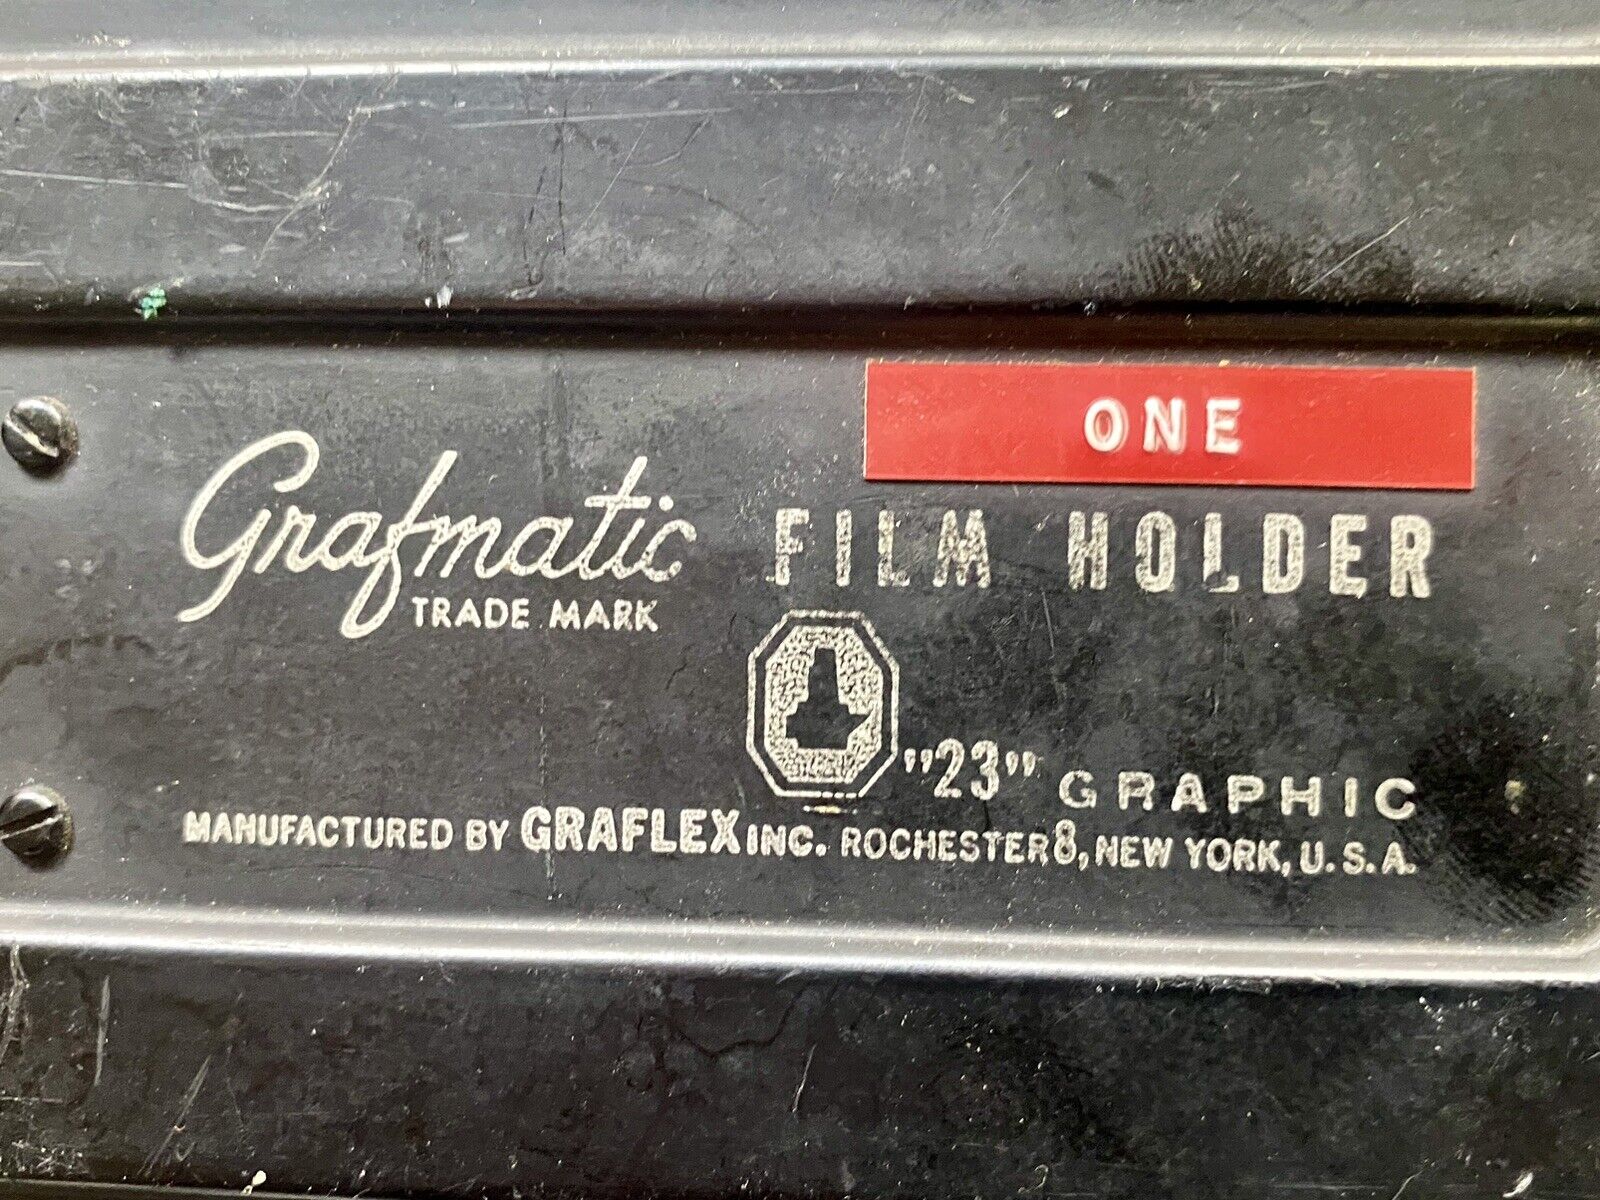 ONE
Grafmatic FILM HOLDER
TRADE MARK
"23" GRAPHIC
MANUFACTURED BY GRAFLEX INC. ROCHESTER 8, NEW YORK, U.S.A.